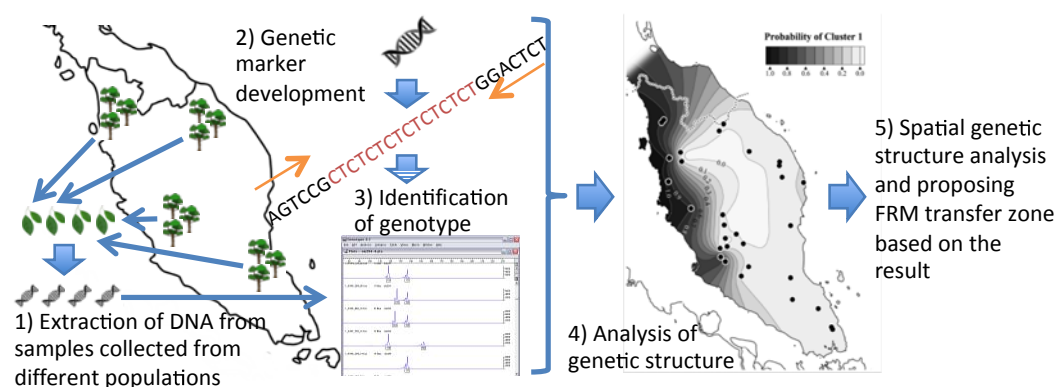 2) Genetic
marker
development
AGTCCGCTCTCTCTCTCTCTCTGGACTCT
3) Identification
of genotype
1) Extraction of DNA from
samples collected from
different populations
Probability of Cluster 1
1.0 0.8 0.6 0.4 0.2 0.0
4) Analysis of
genetic structure
5) Spatial genetic
structure analysis
and proposing
FRM transfer zone
based on the
result